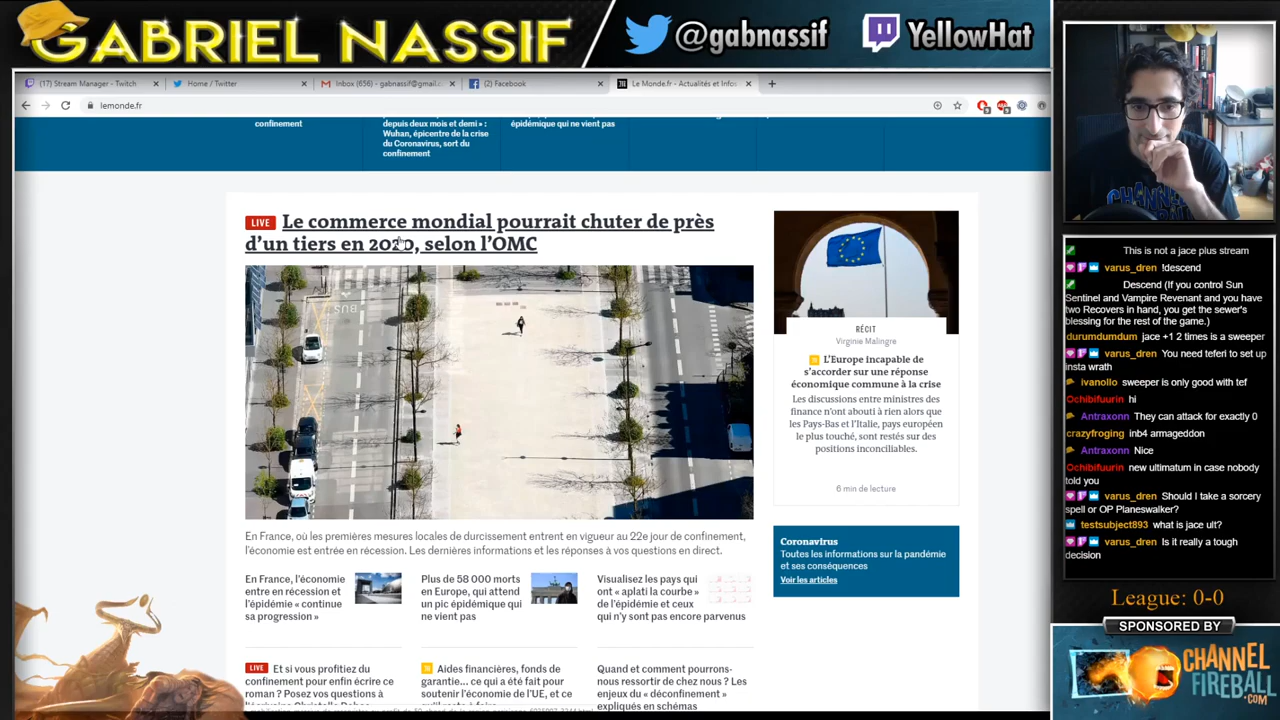 GABRIEL NASSIF
@gabnassif
YellowHat
(17) Stream Manager - Twitch
Home / Twitter
Inbox (656) - gabnassif@gmail.c
(2) Facebook
Le Monde.fr - Actualités et Infos
lemonde.fr
confinement
depuis deux mois et demi » :
Wuhan, épicentre de la crise
du Coronavirus, sort du
confinement
épidémique qui ne vient pas
LIVE Le commerce mondial pourrait chuter de près
d'un tiers en 2020, selon l'OMC
BUS
En France, où les premières mesures locales de durcissement entrent en vigueur au 22e jour de confinement,
l'économie est entrée en récession. Les dernières informations et les réponses à vos questions en direct.
En France, l'économie
entre en récession et
l'épidémie « continue
sa progression »
Plus de 58 000 morts
en Europe, qui attend
un pic épidémique qui
ne vient pas
Visualisez les pays qui
ont « aplati la courbe »
de l'épidémie et ceux
qui n'y sont pas encore parvenus
LIVE Et si vous profitiez du
confinement pour enfin écrire ce
roman ? Posez vos questions à
Aides financières, fonds de
garantie... ce qui a été fait pour
soutenir l'économie de l'UE, et ce
Quand et comment pourrons-
nous ressortir de chez nous ? Les
enjeux du « déconfinement »
expliqués en schémas
RÉCIT
Virginie Malingre
L'Europe incapable de
s'accorder sur une réponse
économique commune à la crise
Les discussions entre ministres des
finance n'ont abouti à rien alors que
les Pays-Bas et l'Italie, pays européen
le plus touché, sont restés sur des
positions inconciliables.
6 min de lecture
Coronavirus
Toutes les informations sur la pandémie
et ses conséquences
Voir les articles
CHANNEL
This is not a jace plus stream
varus_dren !descend
Descend (If you control Sun
Sentinel and Vampire Revenant and you have
two Recovers in hand, you get the sewer's
blessing for the rest of the game.)
durumdumdum jace +1 2 times is a sweeper
varus_dren You need teferi to set up
insta wrath
ivanollo sweeper is only good with tef
Ochibifuurin hi
Antraxonn They can attack for exactly 0
crazyfroging inb4 armageddon
Antraxonn Nice
Ochibifuurin new ultimatum in case nobody
told you
varus_dren Should I take a sorcery
spell or OP Planeswalker?
testsubject893 what is jace ult?
varus_dren Is it really a tough
decision
League: 0-0
SPONSORED BY
CHANNEL
FIREBALL
.COM